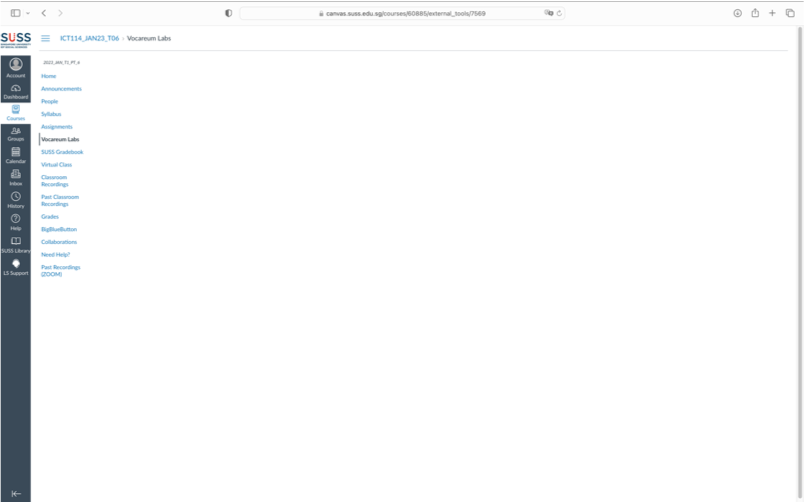 canvas.suss.edu.sg/courses/60885/external_tools/7569
SUSS
SINGAPORE UNIVERSITY
OF SOCIAL SCIENCES
ICT114_JAN23_T06 › Vocareum Labs
Account
Dashboard
Courses
Groups
Calendar
Inbox
History
Help
SUSS Library
LS Support
2023_JAN_T1_PT_6
Home
Announcements
People
Syllabus
Assignments
Vocareum Labs
SUSS Gradebook
Virtual Class
Classroom
Recordings
Past Classroom
Recordings
Grades
BigBlueButton
Collaborations
Need Help?
Past Recordings
(ZOOM)